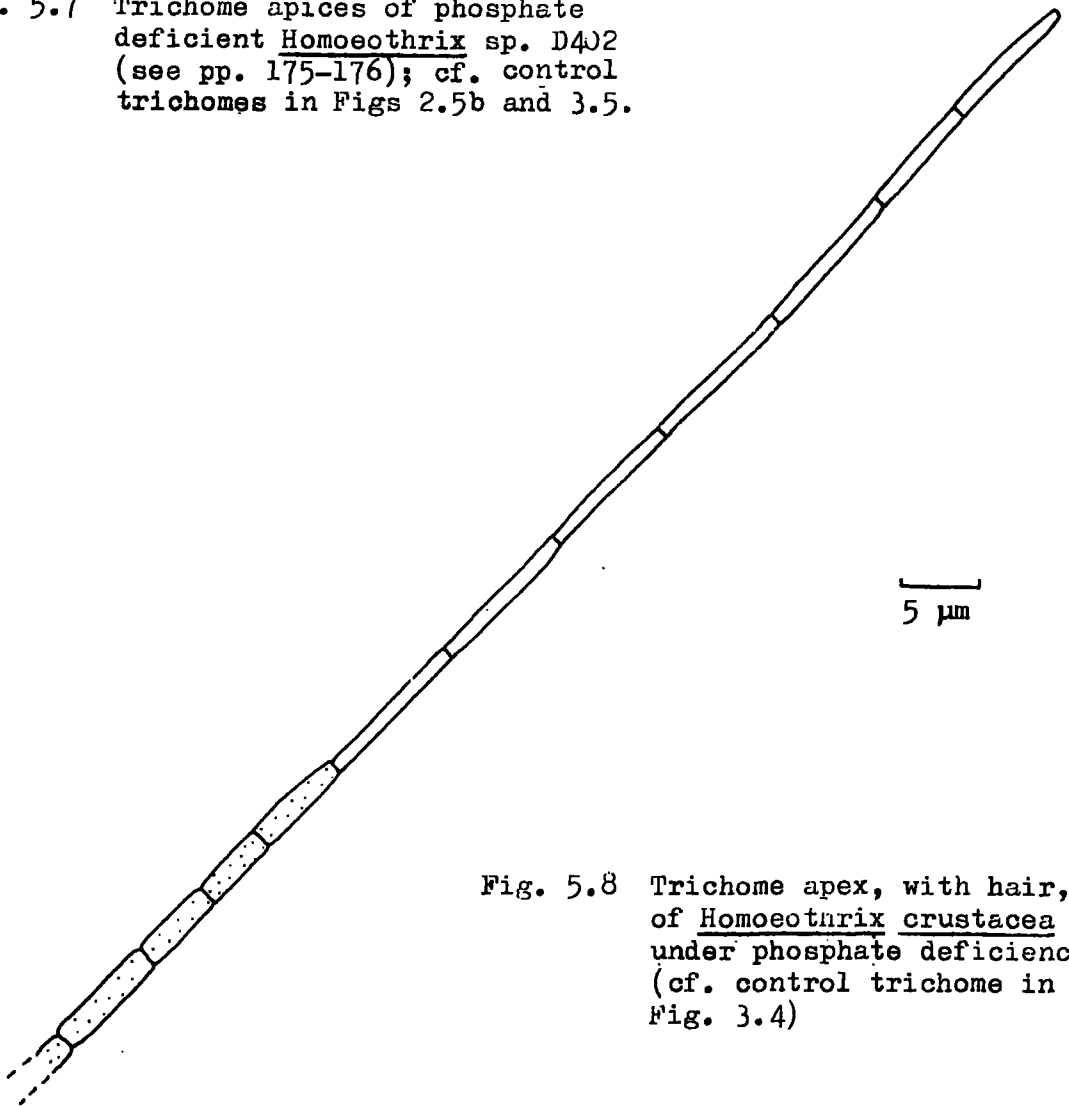 . 5.7 Trichome apices of phosphate
deficient Homoeothrix sp. D402
(see pp. 175-176); cf. control
trichomes in Figs 2.5b and 3.5.
5 µm
Fig. 5.8 Trichome apex, with hair,
of Homoeothrix crustacea
under phosphate deficienc
(cf. control trichome in
Fig. 3.4)